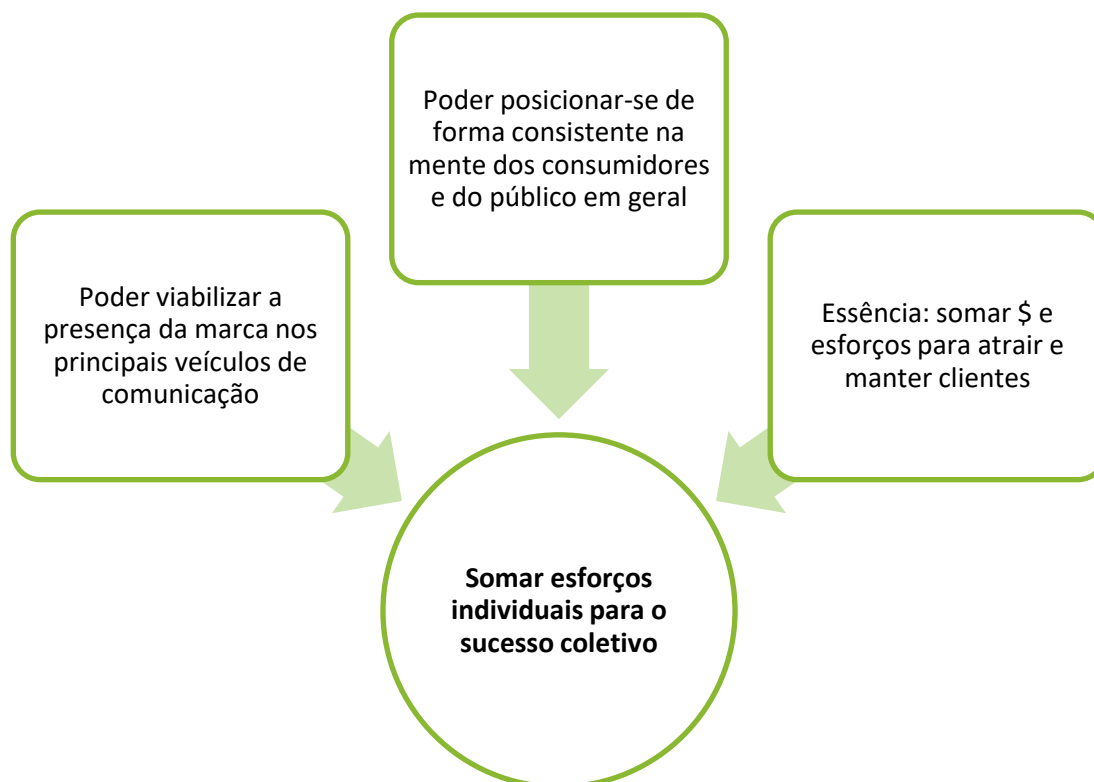 Poder posicionar-se de
forma consistente na
mente dos consumidores
e do público em geral
Poder viabilizar a
presença da marca nos
principais veículos de
comunicação
Essência: somar $ e
esforços para atrair e
manter clientes
Somar esforços
individuais para o
sucesso coletivo